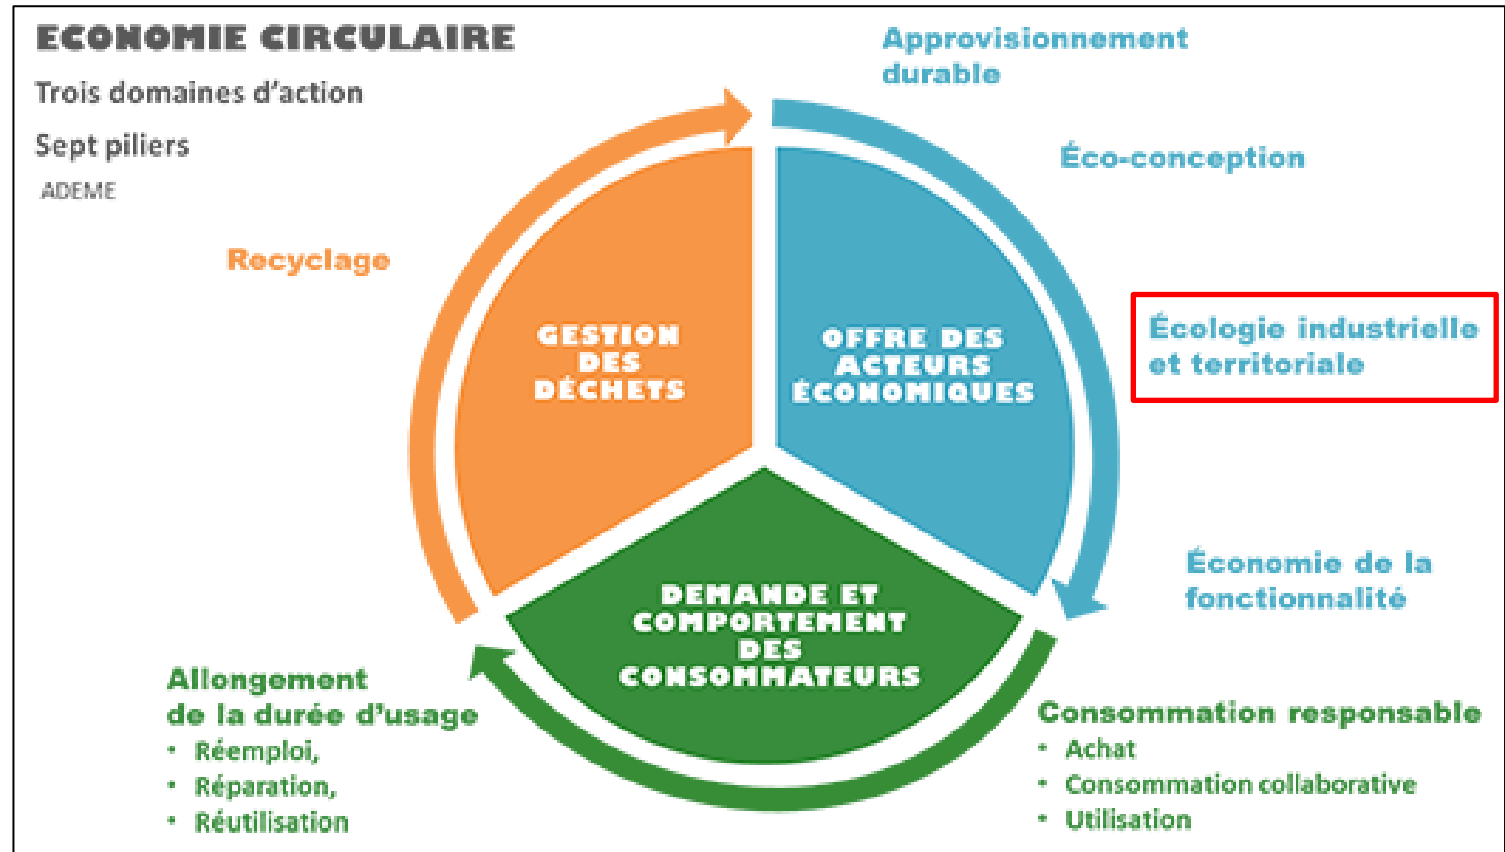 ECONOMIE CIRCULAIRE
Trois domaines d'action
Sept piliers
ADEME
Approvisionnement
durable
Éco-conception
Écologie industrielle
et territoriale
Économie de la
fonctionnalité
Recyclage
GESTION
DES
DÉCHETS
OFFRE DES
ACTEURS
ÉCONOMIQUES
DEMANDE ET
COMPORTEMENT
DES
CONSOMMATEURS
Allongement
de la durée d'usage
• Réemploi,
• Réparation,
• Réutilisation
Consommation responsable
• Achat
• Consommation collaborative
• Utilisation